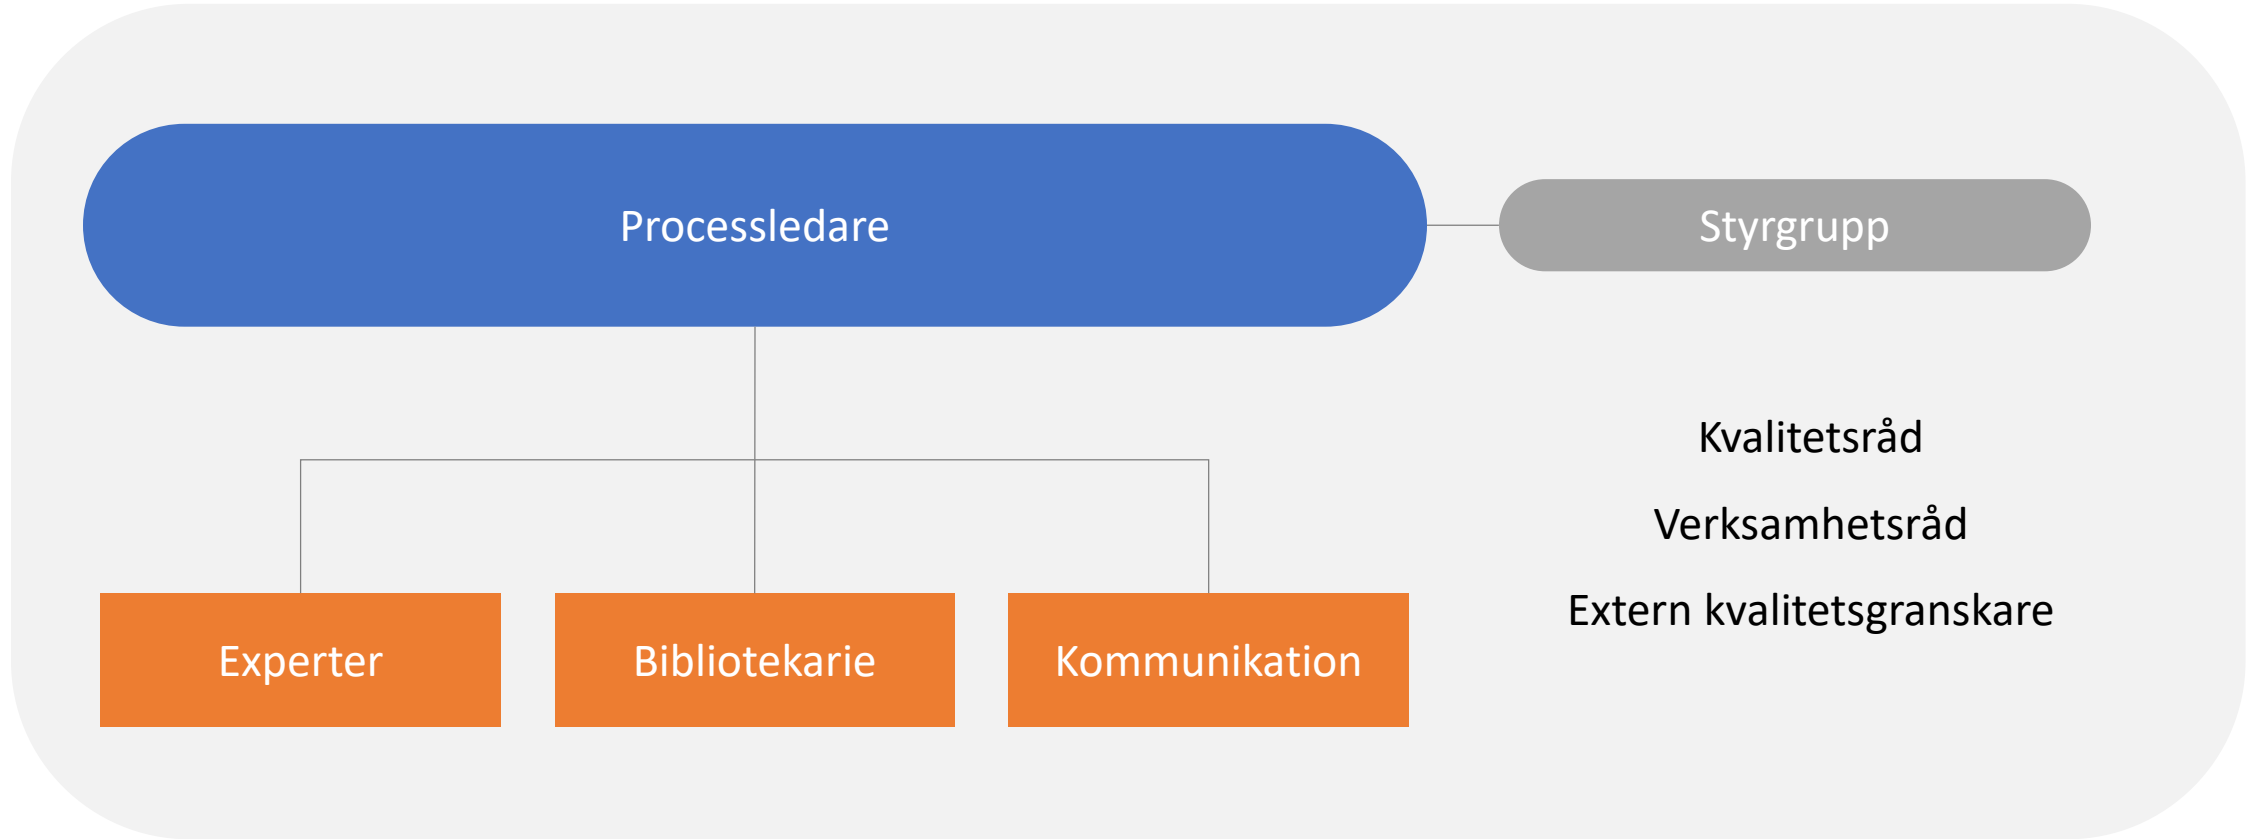 Processledare
Styrgrupp
Kvalitetsråd
Verksamhetsråd
Extern kvalitetsgranskare
Experter
Bibliotekarie
Kommunikation